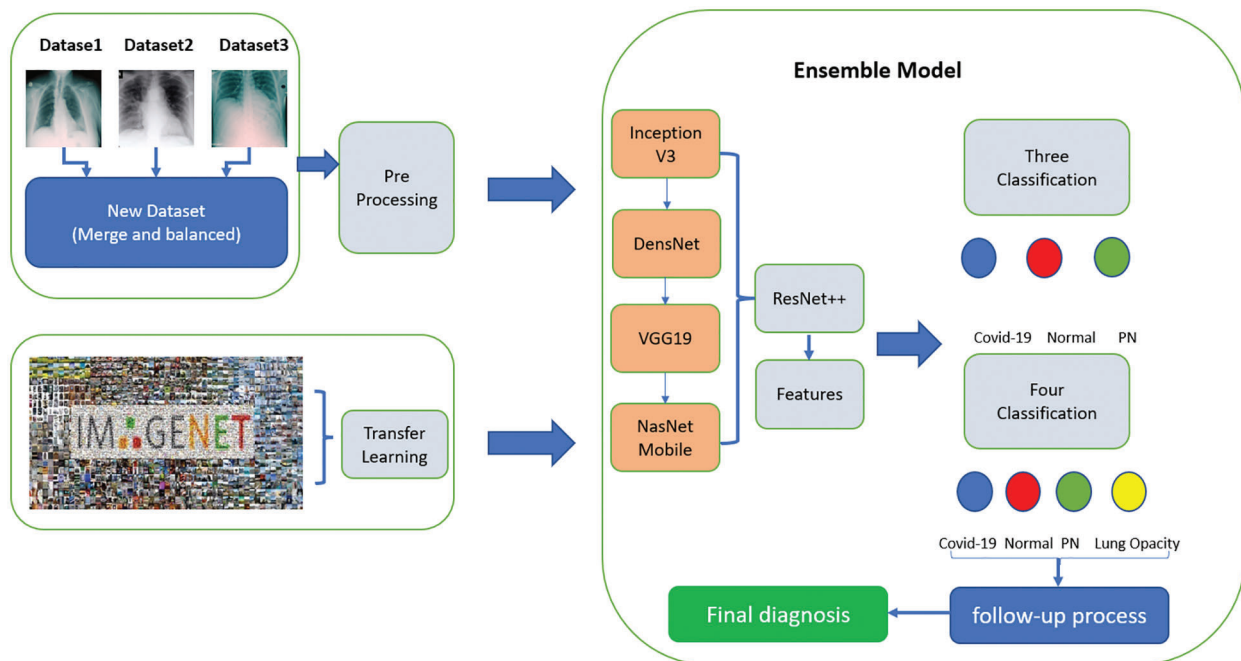 Datase1 Dataset2 Dataset3
New Dataset
(Merge and balanced)
Pre
Processing
IMAGENET
Transfer
Learning
Ensemble Model
Inception
V3
DensNet
VGG19
NasNet
Mobile
ResNet++
Features
Three
Classification
Covid-19 Normal PN
Four
Classification
Covid-19 Normal PN Lung Opacity
follow-up process
Final diagnosis